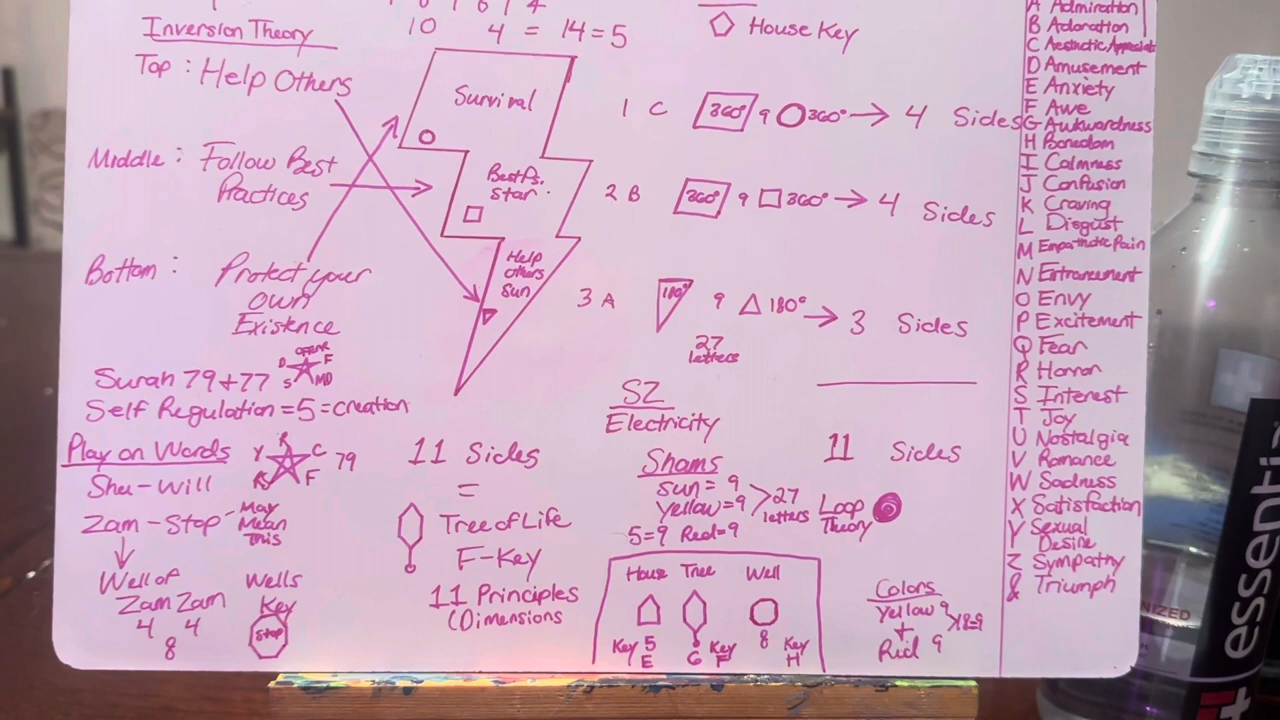 10 4 = 14 = 5
Inversion Theory
Top : Help Others
Middle : Follow Best
Practices
Bottom : Protect your
Own
Existence
Surah 79 + 77
Self Regulation = 5 = creation
Play on Words
79
Shu - Will
Zam - Stop - May
Mean
This
Well of
Zam Zam
4 4
8
Wells
Key
Stop
Survival
Best Ps.
Star
Help
others
Sun
House Key
1 C 360° 9 360° → 4 Sides
2 B 360° 9 360° → 4 Sides
3 A 180° 9 180° → 3 Sides
27
letters
SZ
Electricity
11 Sides
11 Sides
=
Tree of Life
F-Key
11 Principles
(Dimensions
Shams
Sun = 9
Yellow = 9 > 27
letters
5=9 Red=9
Loop
Theory
House Tree Well
Key 5
E
G Key
F
8 Key
H
Colors
Yellow 9
+
Red 9
>18=9
A Admiration
B Adoration
C Aesthetic Appreciat
D Amusement
E Anxiety
F Awe
G Awkwardness
H Boredom
I Calmness
J Confusion
K Craving
L Disgust
M Empathetic Pain
N Entrancement
O Envy
P Excitement
Q Fear
R Horror
S Interest
T Joy
U Nostalgia
V Romance
W Sadness
X Satisfaction
Y Sexual
Desire
Z Sympathy
& Triumph
NIZED
essentia